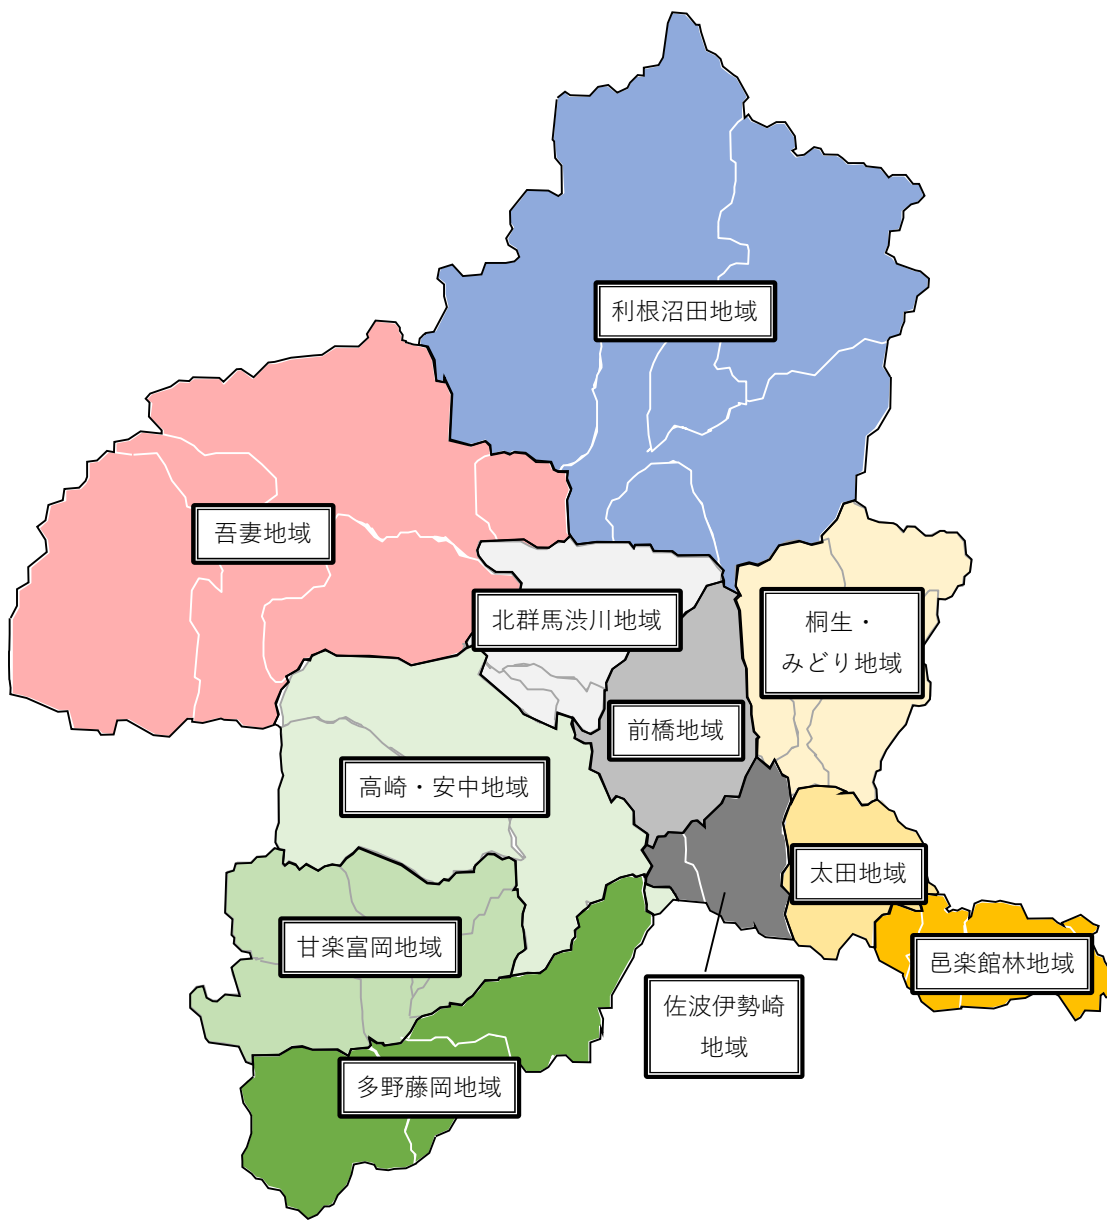 利根沼田地域
吾妻地域
北群馬渋川地域
桐生・
みどり地域
前橋地域
高崎・安中地域
太田地域
甘楽富岡地域
邑楽館林地域
佐波伊勢崎
地域
多野藤岡地域